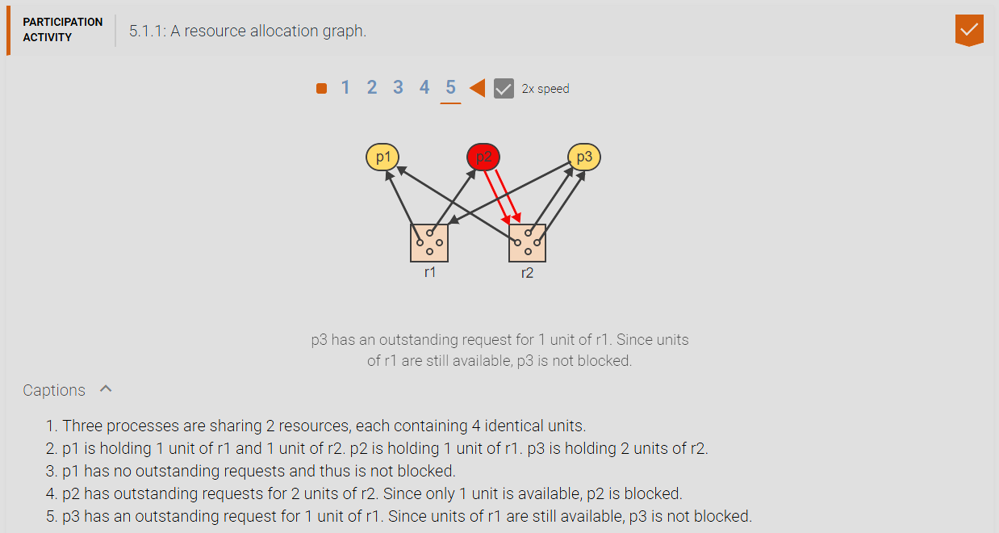 PARTICIPATION
ACTIVITY
5.1.1: A resource allocation graph.
1 2 3 4 5 2x speed
p1 p2 p3
r1 r2
p3 has an outstanding request for 1 unit of r1. Since units
of r1 are still available, p3 is not blocked.
Captions
1. Three processes are sharing 2 resources, each containing 4 identical units.
2. p1 is holding 1 unit of r1 and 1 unit of r2. p2 is holding 1 unit of r1. p3 is holding 2 units of r2.
3. p1 has no outstanding requests and thus is not blocked.
4. p2 has outstanding requests for 2 units of r2. Since only 1 unit is available, p2 is blocked.
5. p3 has an outstanding request for 1 unit of r1. Since units of r1 are still available, p3 is not blocked.